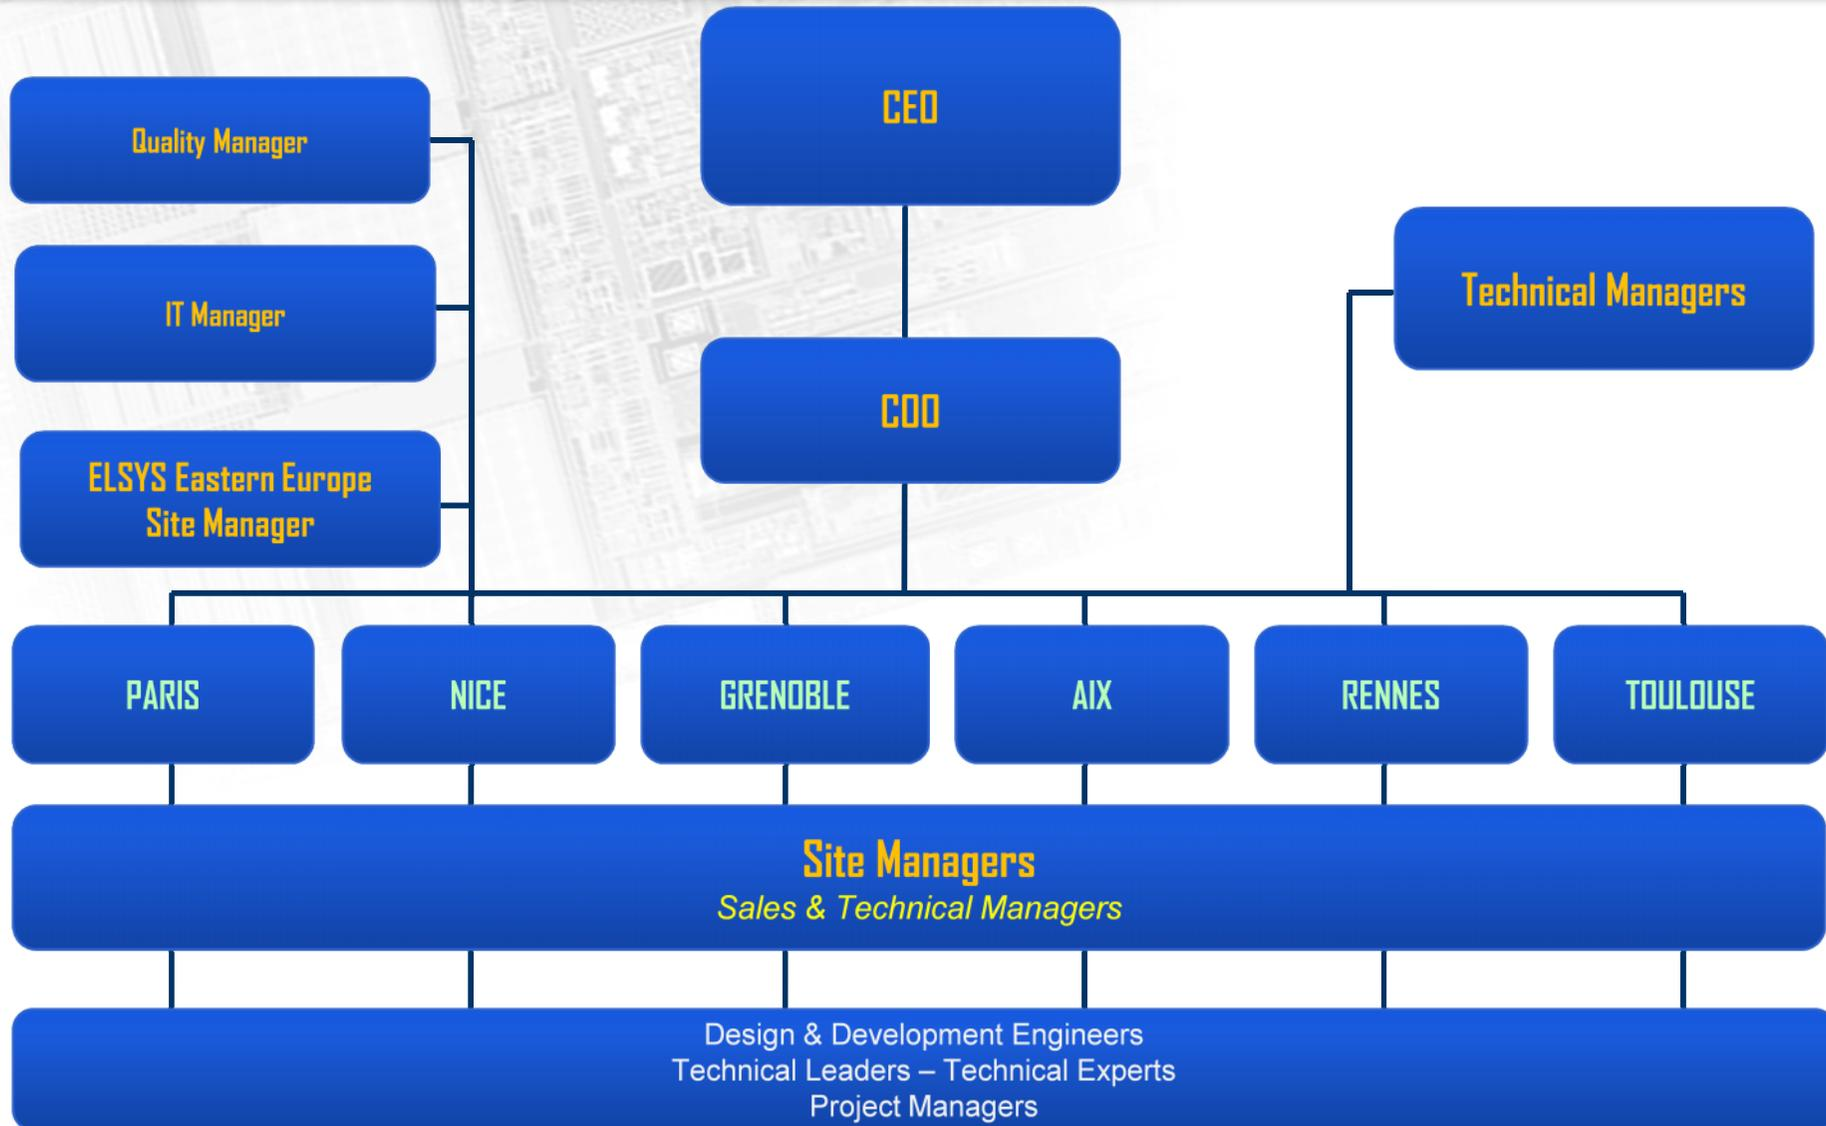 CEO
Quality Manager
Technical Managers
IT Manager
COO
ELSYS Eastern Europe
Site Manager
PARIS
NICE
GRENOBLE
AIX
RENNES
TOULOUSE
Site Managers
Sales & Technical Managers
Design & Development Engineers
Technical Leaders – Technical Experts
Project Managers